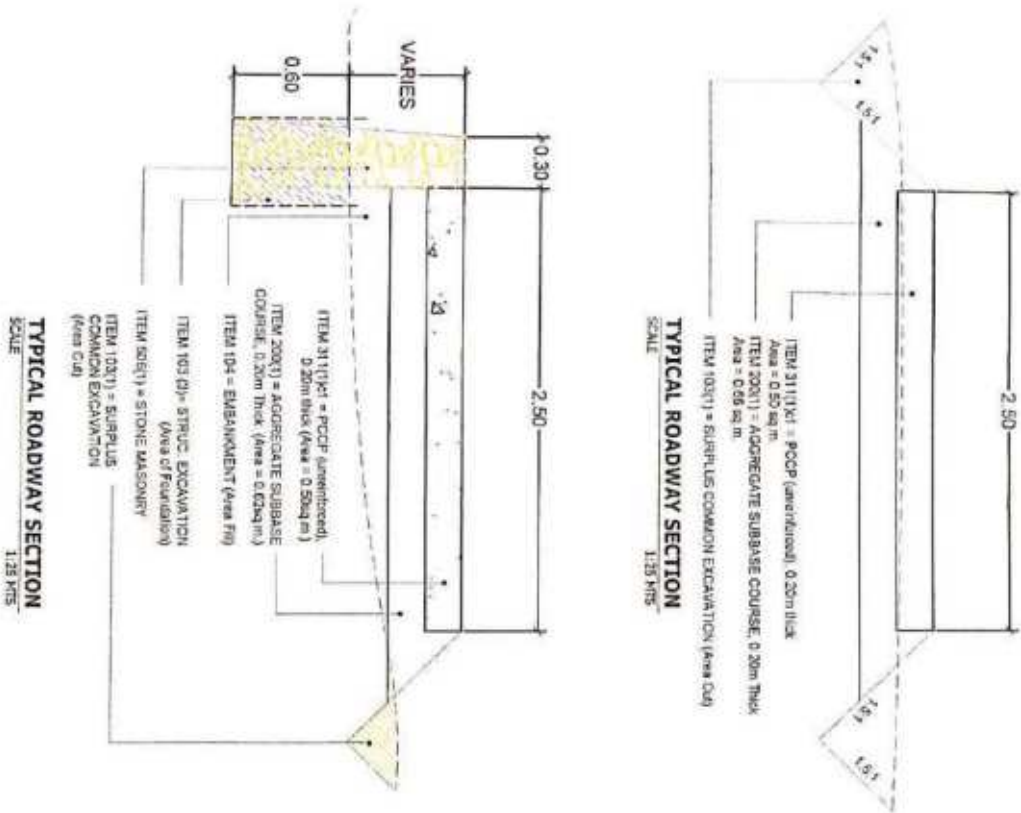 2.50
1.5:1
1.5:1
1.5:1
1.5:1
ITEM 311(1)c1 = PCCP (unreinforced), 0.20m thick
Area = 0.50 sq.m
ITEM 200(1) = AGGREGATE SUBBASE COURSE, 0.20m Thick
Area = 0.66 sq.m
ITEM 103(1) = SURPLUS COMMON EXCAVATION (Area Cut)
TYPICAL ROADWAY SECTION
SCALE 1:25 MTS
0.30
2.50
VARIES
0.60
ITEM 311(1)c1 = PCCP (unreinforced),
0.20m thick (Area = 0.50sq.m.)
ITEM 200(1) = AGGREGATE SUBBASE
COURSE, 0.20m Thick (Area = 0.62sq.m.)
ITEM 104 = EMBANKMENT (Area Fill)
ITEM 103 (3)= STRUC. EXCAVATION
(Area of Foundation)
ITEM 506(1) = STONE MASONRY
ITEM 103(1) = SURPLUS
COMMON EXCAVATION
(Area Cut)
TYPICAL ROADWAY SECTION
SCALE 1:25 MTS